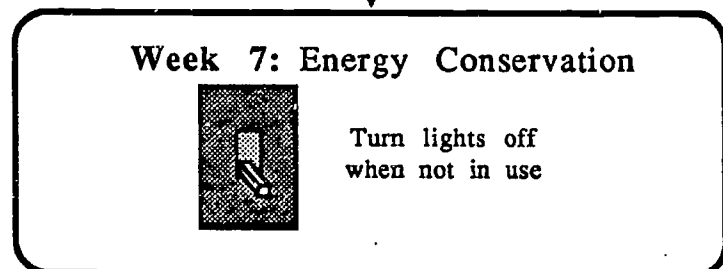 Week 7: Energy Conservation
Turn lights off
when not in use